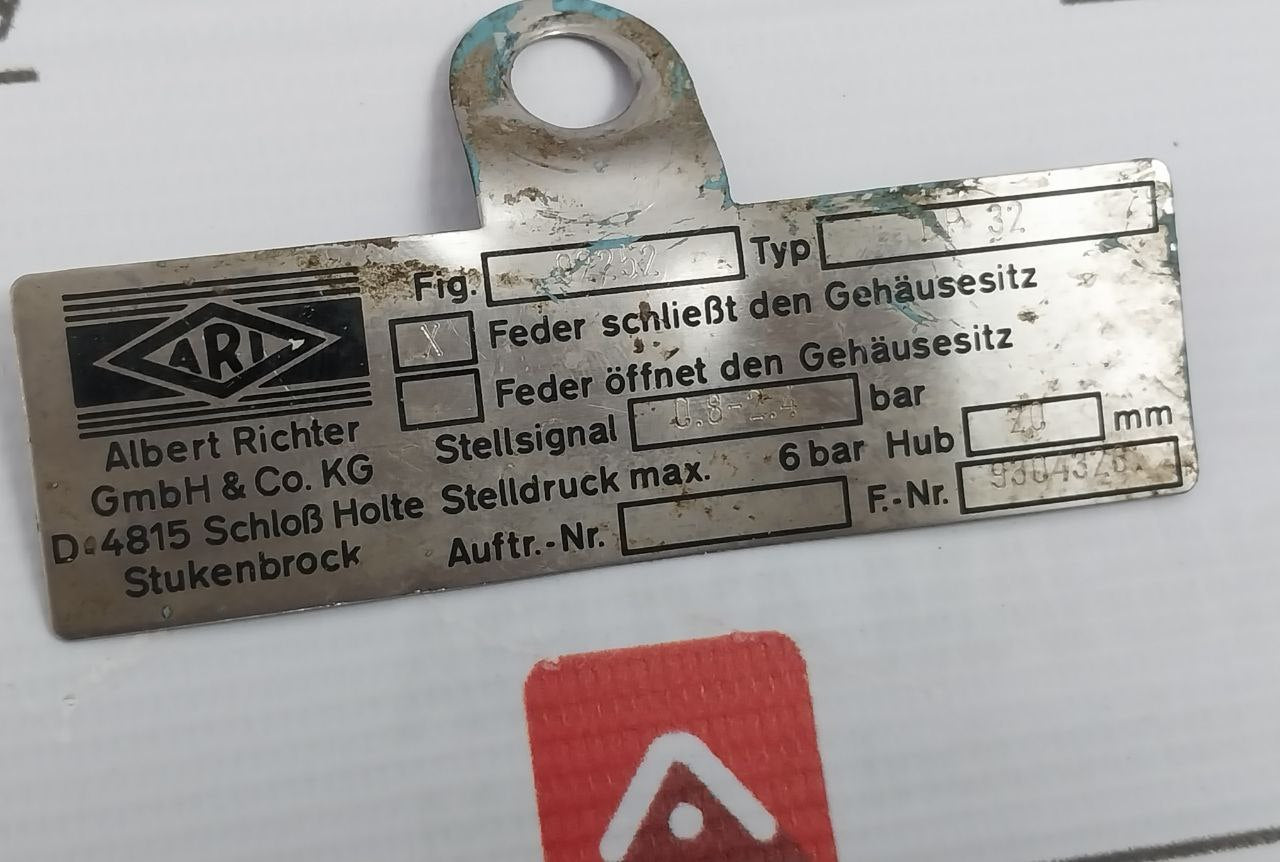 Fig. Typ 32
ARI
X Feder schließt den Gehäusesitz
Feder öffnet den Gehäusesitz
Stellsignal 0.8-2.4 bar
Stelldruck max. 6 bar Hub 20 mm
Auftr.-Nr. F.-Nr.
Albert Richter
GmbH & Co. KG
D-4815 Schloß Holte
Stukenbrock